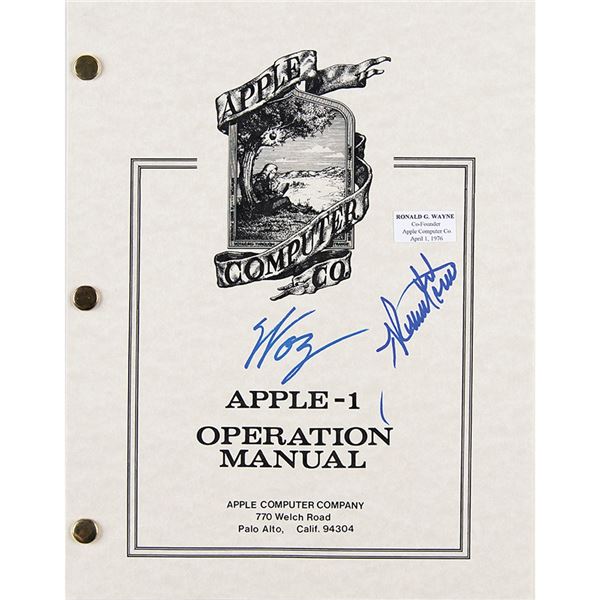 APPLE
COMPUTER
CO.
RONALD G. WAYNE
Co-Founder
Apple Computer Co
April 1, 1976
Woz
APPLE-1
OPERATION
MANUAL
APPLE COMPUTER COMPANY
770 Welch Road
Palo Alto, Calif. 94304